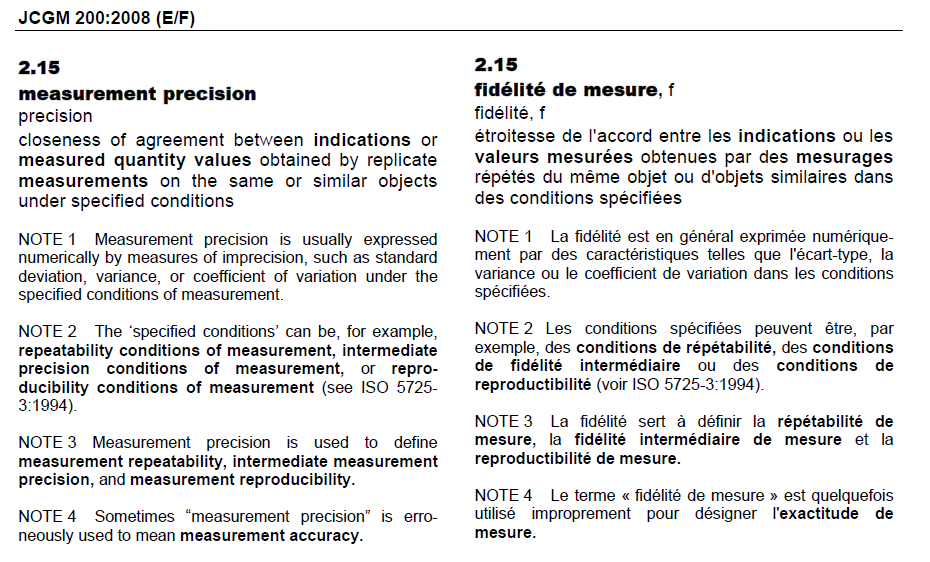 JCGM 200:2008 (E/F)
2.15
measurement precision
precision
closeness of agreement between indications or
measured quantity values obtained by replicate
measurements on the same or similar objects
under specified conditions
NOTE 1 Measurement precision is usually expressed
numerically by measures of imprecision, such as standard
deviation, variance, or coefficient of variation under the
specified conditions of measurement.
NOTE 2 The ‘specified conditions’ can be, for example,
repeatability conditions of measurement, intermediate
precision conditions of measurement, or repro-
ducibility conditions of measurement (see ISO 5725-
3:1994).
NOTE 3 Measurement precision is used to define
measurement repeatability, intermediate measurement
precision, and measurement reproducibility.
NOTE 4 Sometimes “measurement precision” is erro-
neously used to mean measurement accuracy.
2.15
fidélité de mesure, f
fidélité, f
étroitesse de l'accord entre les indications ou les
valeurs mesurées obtenues par des mesurages
répétés du même objet ou d'objets similaires dans
des conditions spécifiées
NOTE 1 La fidélité est en général exprimée numérique-
ment par des caractéristiques telles que l'écart-type, la
variance ou le coefficient de variation dans les conditions
spécifiées.
NOTE 2 Les conditions spécifiées peuvent être, par
exemple, des conditions de répétabilité, des conditions
de fidélité intermédiaire ou des conditions de
reproductibilité (voir ISO 5725-3:1994).
NOTE 3 La fidélité sert à définir la répétabilité de
mesure, la fidélité intermédiaire de mesure et la
reproductibilité de mesure.
NOTE 4 Le terme « fidélité de mesure » est quelquefois
utilisé improprement pour désigner l'exactitude de
mesure.